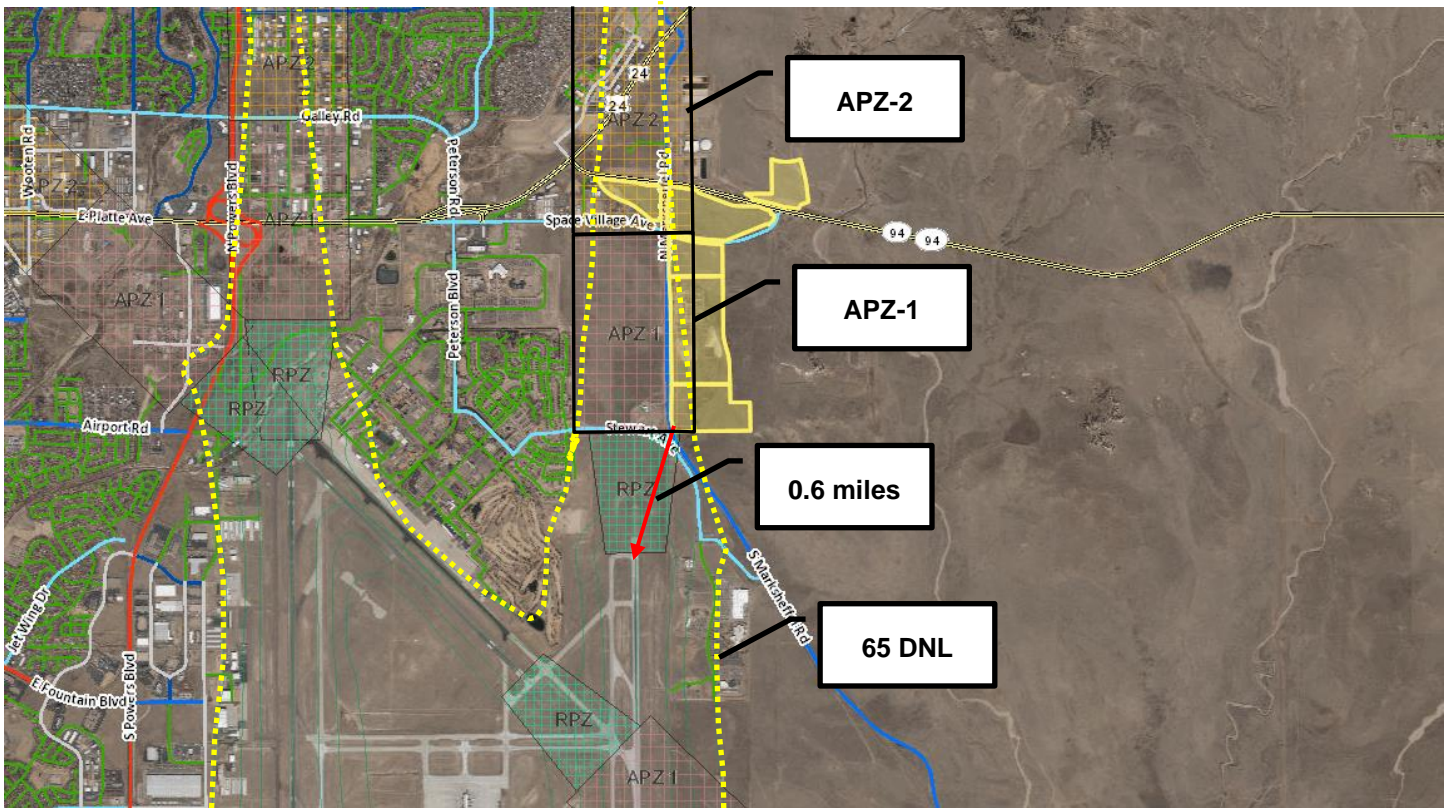 APZ 2
24
24
APZ-2
Galley Rd
APZ 2
Wooten Rd
Peterson Rd
PZ 2
N Powers Blvd
E Platte Ave
APZ 1
Space Village Ave
94
94
APZ 1
Peterson Blvd
APZ 1
APZ-1
RPZ
RPZ
Airport Rd
RPZ
0.6 miles
Jet Wing Dr
S Powers Blvd
E Fountain Blvd
S Marksheffel Rd
65 DNL
RPZ
APZ 1